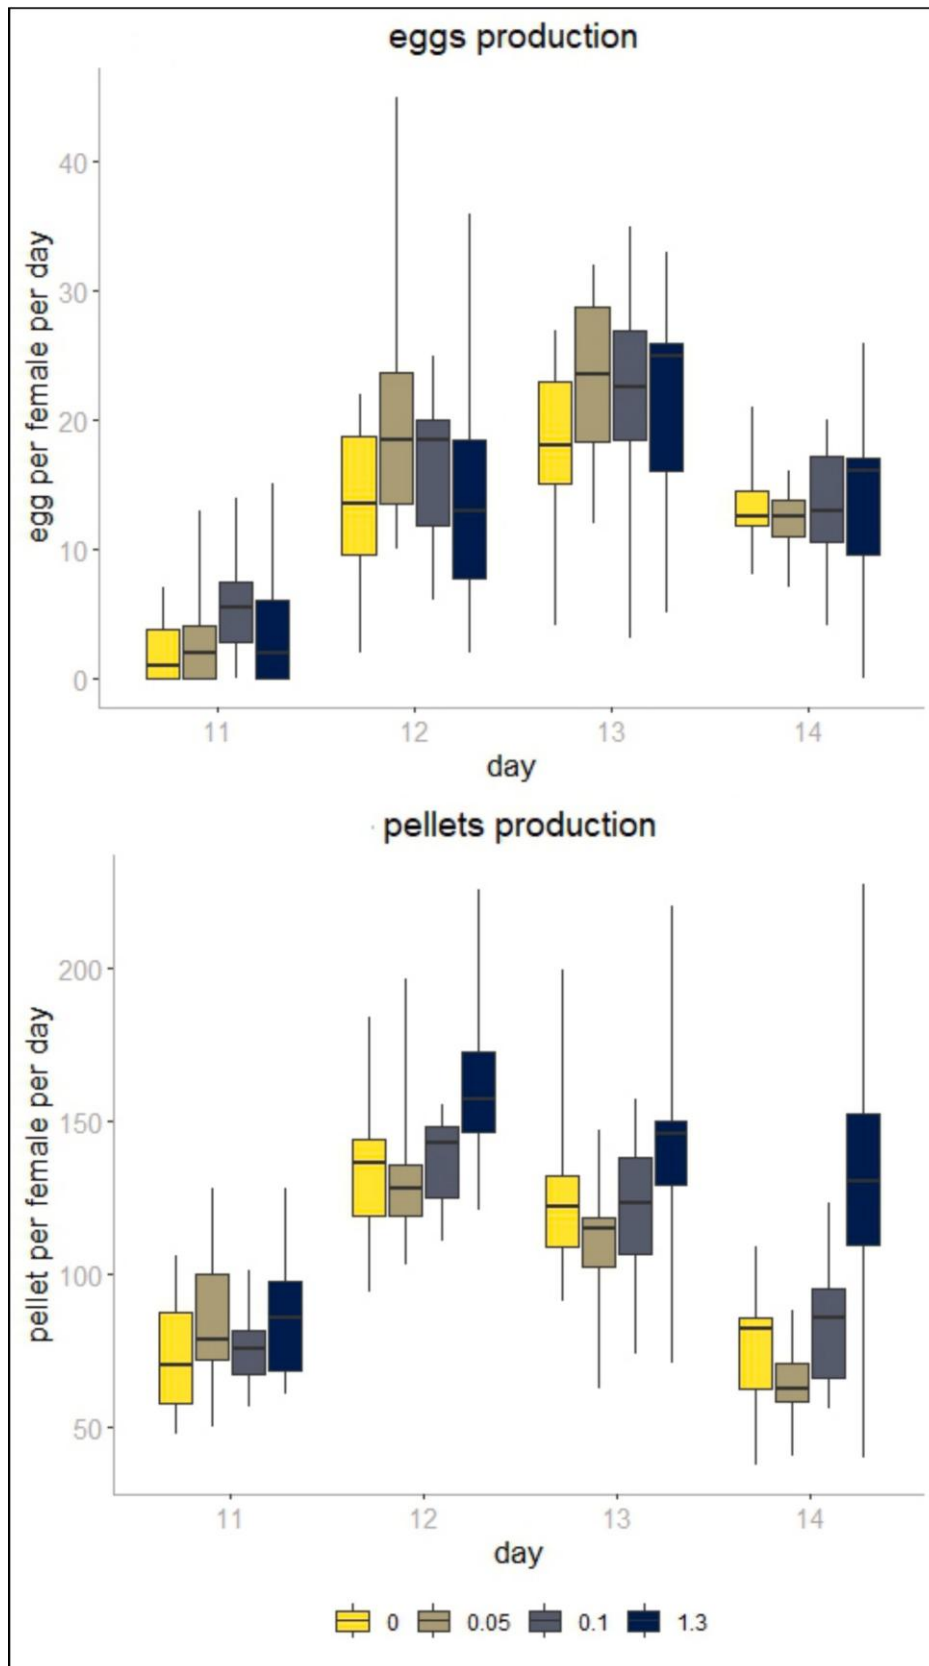 eggs production
egg per female per day
40
30
20
10
0
11 12 13 14
day
pellets production
pellet per female per day
200
150
100
50
11 12 13 14
day
0 0.05 0.1 1.3